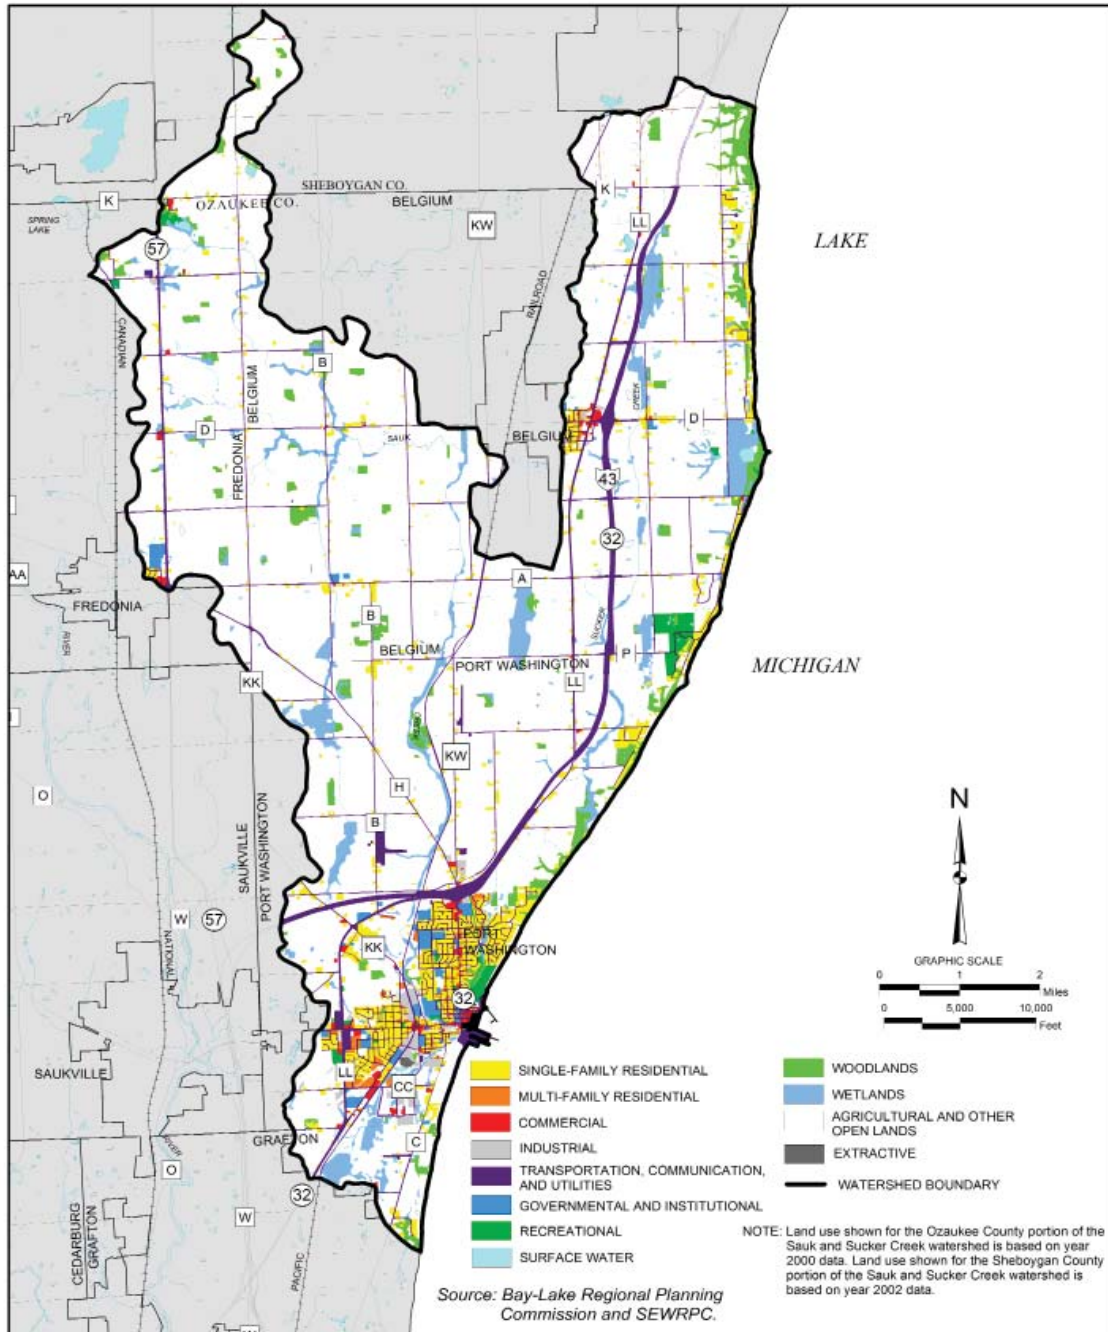 SHEBOYGAN CO.
K
OZAUKEE CO.
BELGIUM
K
SPRING
LAKE
KW
LL
LAKE
57
RAILROAD
CANADIAN
B
BELGIUM
CREEK
D
FREDONIA
SAUK
BELGIUM
D
43
32
AA
A
FREDONIA
B
SUCKER
RIVER
BELGIUM
PORT WASHINGTON
P
MICHIGAN
KK
LL
CREEK
KW
H
O
B
SAUKVILLE
PORT WASHINGTON
N
W
57
KK
PORT
WASHINGTON
NATIONAL
32
GRAPHIC SCALE
0
1
2
Miles
0
5,000
10,000
Feet
SAUKVILLE
LL
CC
GRAFTON
C
RIVER
O
32
W
CEDARBURG
GRAFTON
PACIFIC
W
SINGLE-FAMILY RESIDENTIAL
MULTI-FAMILY RESIDENTIAL
COMMERCIAL
INDUSTRIAL
TRANSPORTATION, COMMUNICATION,
AND UTILITIES
GOVERNMENTAL AND INSTITUTIONAL
RECREATIONAL
SURFACE WATER
WOODLANDS
WETLANDS
AGRICULTURAL AND OTHER
OPEN LANDS
EXTRACTIVE
WATERSHED BOUNDARY
NOTE: Land use shown for the Ozaukee County portion of the
Sauk and Sucker Creek watershed is based on year
2000 data. Land use shown for the Sheboygan County
portion of the Sauk and Sucker Creek watershed is
based on year 2002 data.
Source: Bay-Lake Regional Planning
Commission and SEWRPC.